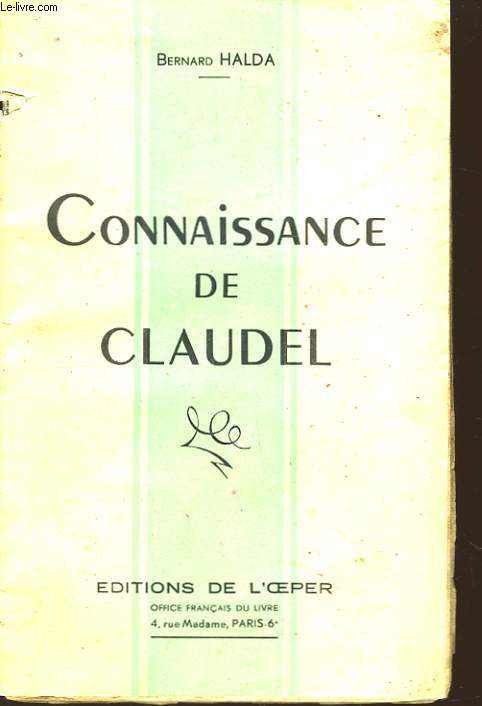 Le-livre.com
BERNARD HALDA
CONNAiSSANCE
DE
CLAUDEL
EDITIONS DE L'ŒPER
OFFICE FRANÇAIS DU LIVRE
4, rue Madame, PARIS-6e